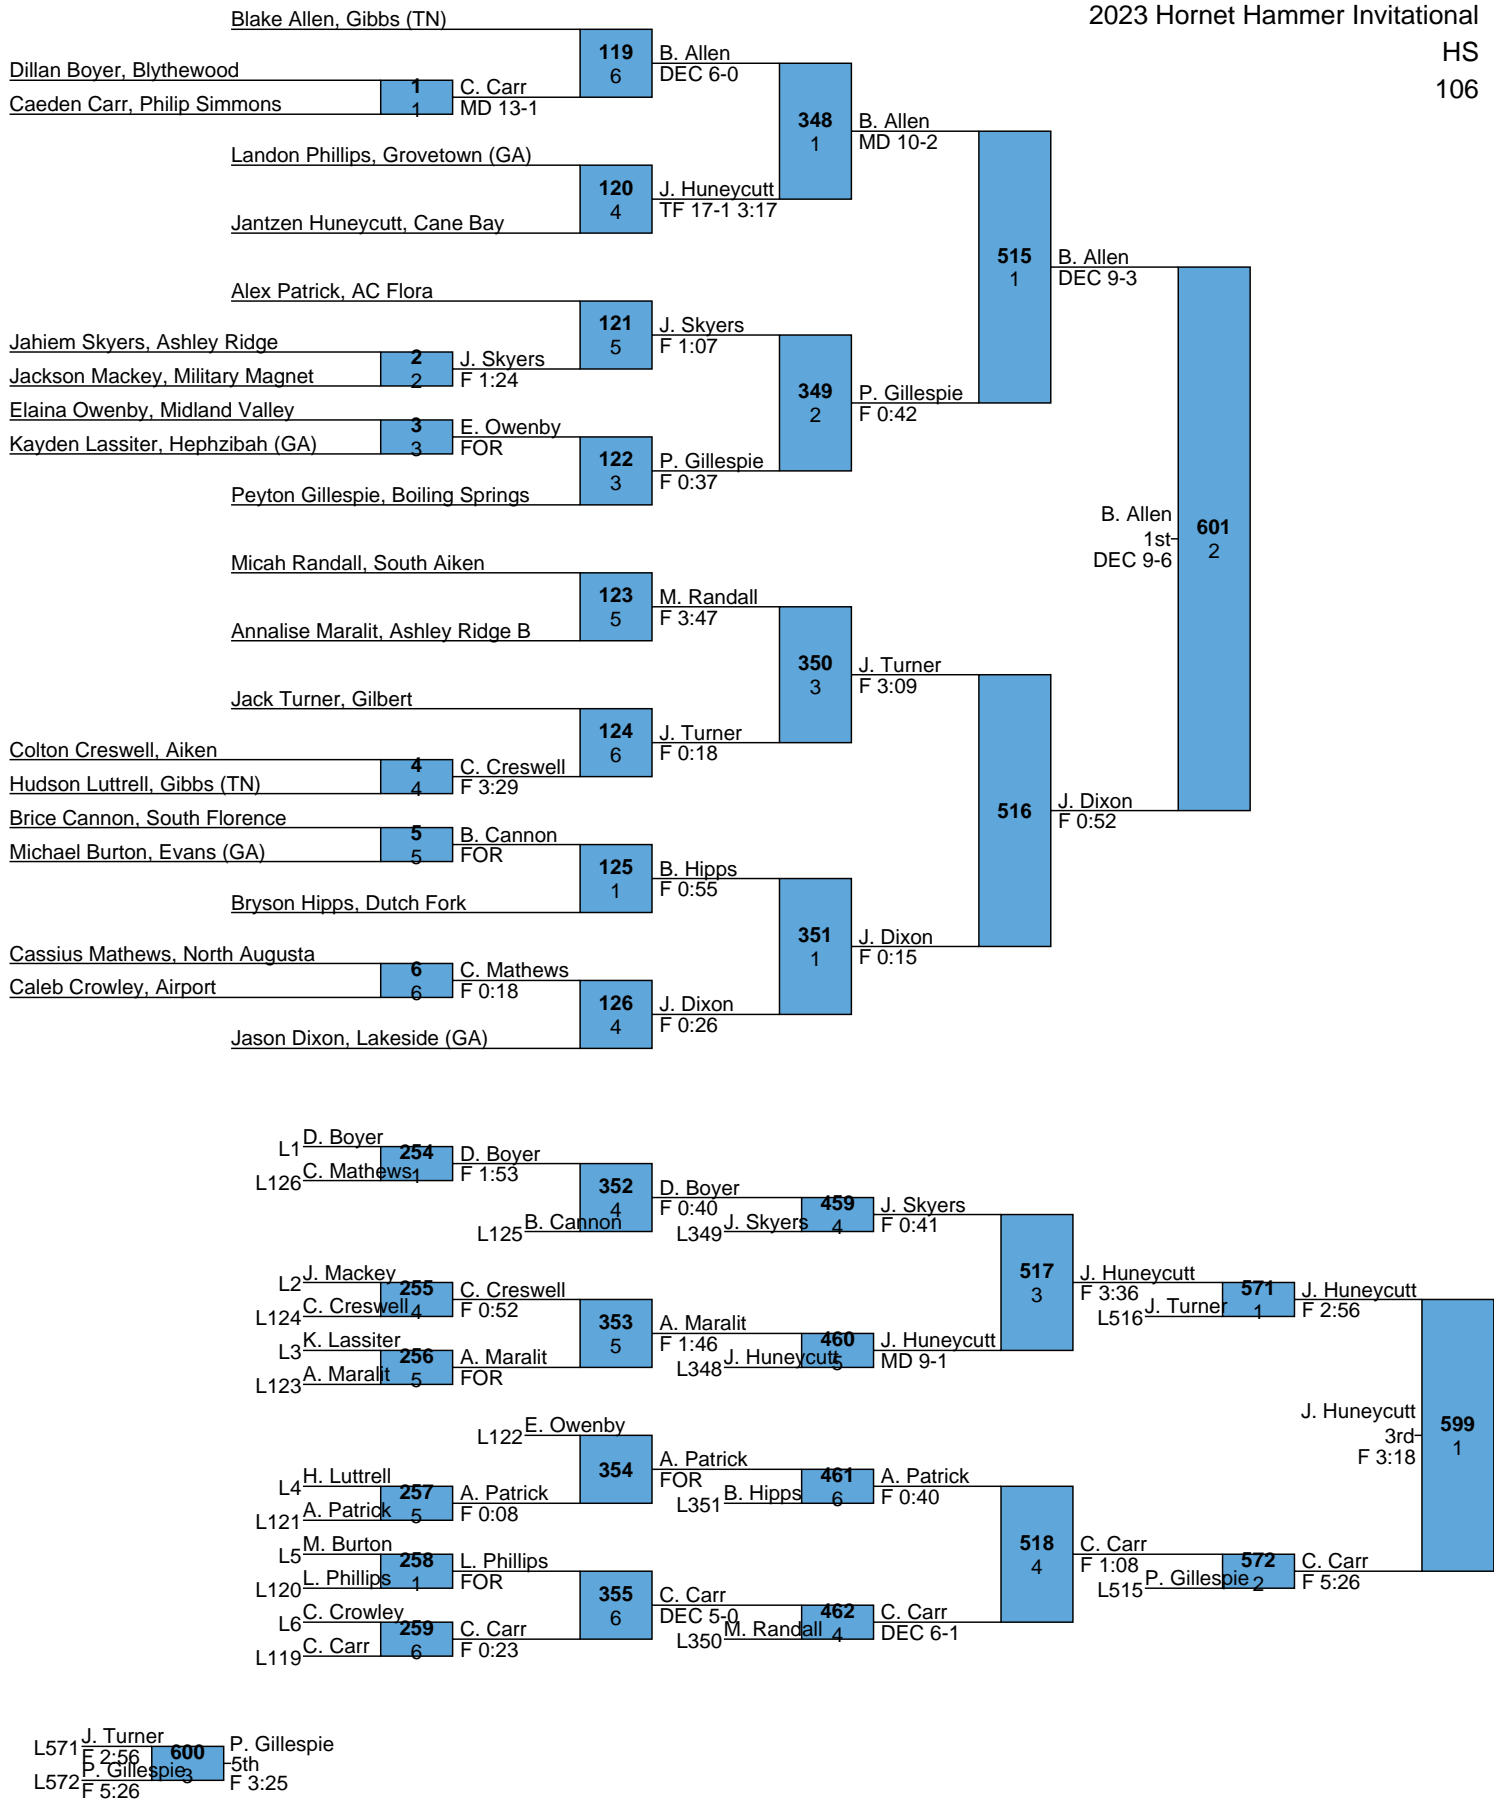 2023 Hornet Hammer Invitational
HS
106
Blake Allen, Gibbs (TN)
119
6
B. Allen
DEC 6-0
Dillan Boyer, Blythewood
1
1
C. Carr
MD 13-1
Caeden Carr, Philip Simmons
348
1
B. Allen
MD 10-2
Landon Phillips, Grovetown (GA)
120
4
J. Huneycutt
TF 17-1 3:17
Jantzen Huneycutt, Cane Bay
515
1
B. Allen
DEC 9-3
Alex Patrick, AC Flora
121
5
J. Skyers
F 1:07
Jahiem Skyers, Ashley Ridge
2
2
J. Skyers
F 1:24
Jackson Mackey, Military Magnet
349
2
P. Gillespie
F 0:42
Elaina Owenby, Midland Valley
3
3
E. Owenby
FOR
Kayden Lassiter, Hephzibah (GA)
122
3
P. Gillespie
F 0:37
Peyton Gillespie, Boiling Springs
B. Allen
1st
DEC 9-6
601
2
Micah Randall, South Aiken
123
5
M. Randall
F 3:47
Annalise Maralit, Ashley Ridge B
350
3
J. Turner
F 3:09
Jack Turner, Gilbert
124
6
J. Turner
F 0:18
Colton Creswell, Aiken
4
4
C. Creswell
F 3:29
Hudson Luttrell, Gibbs (TN)
516
J. Dixon
F 0:52
Brice Cannon, South Florence
5
5
B. Cannon
FOR
Michael Burton, Evans (GA)
125
1
B. Hipps
F 0:55
Bryson Hipps, Dutch Fork
351
1
J. Dixon
F 0:15
Cassius Mathews, North Augusta
6
6
C. Mathews
F 0:18
Caleb Crowley, Airport
126
4
J. Dixon
F 0:26
Jason Dixon, Lakeside (GA)
L1
D. Boyer
254
1
D. Boyer
F 1:53
L126
C. Mathews
352
4
D. Boyer
F 0:40
L125
B. Cannon
L349
J. Skyers
459
4
J. Skyers
F 0:41
L2
J. Mackey
255
4
C. Creswell
F 0:52
L124
C. Creswell
517
3
J. Huneycutt
F 3:36
L516
J. Turner
571
1
J. Huneycutt
F 2:56
353
5
A. Maralit
F 1:46
L348
J. Huneycutt
460
5
J. Huneycutt
MD 9-1
L3
K. Lassiter
256
5
A. Maralit
FOR
L123
A. Maralit
J. Huneycutt
3rd
F 3:18
599
1
L122
E. Owenby
354
A. Patrick
FOR
L351
B. Hipps
461
6
A. Patrick
F 0:40
L4
H. Luttrell
257
5
A. Patrick
F 0:08
L121
A. Patrick
518
4
C. Carr
F 1:08
L515
P. Gillespie
572
2
C. Carr
F 5:26
L5
M. Burton
258
1
L. Phillips
FOR
L120
L. Phillips
355
6
C. Carr
DEC 5-0
L350
M. Randall
462
4
C. Carr
DEC 6-1
L6
C. Crowley
259
6
C. Carr
F 0:23
L119
C. Carr
L571
J. Turner
F 2:56
600
3
P. Gillespie
5th
F 3:25
L572
P. Gillespie
F 5:26